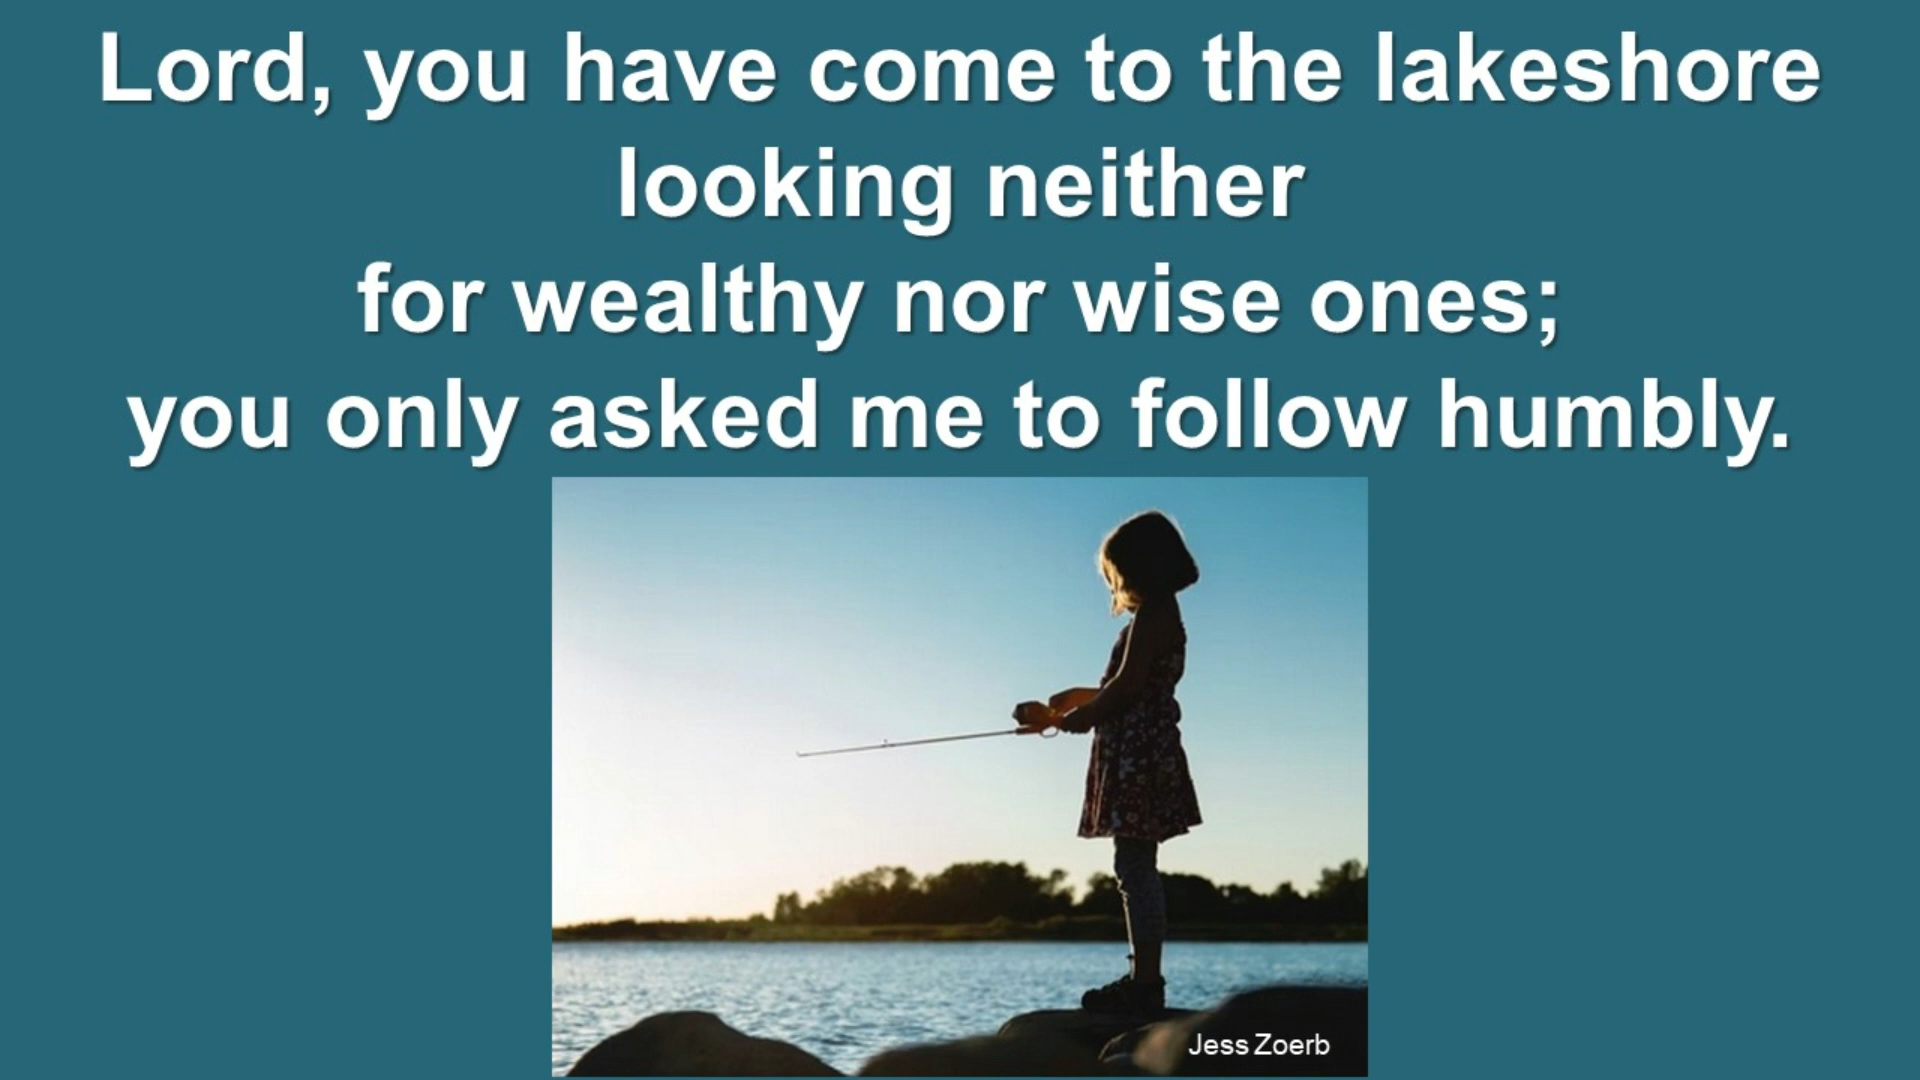 Lord, you have come to the lakeshore
looking neither
for wealthy nor wise ones;
you only asked me to follow humbly.
Jess Zoerb